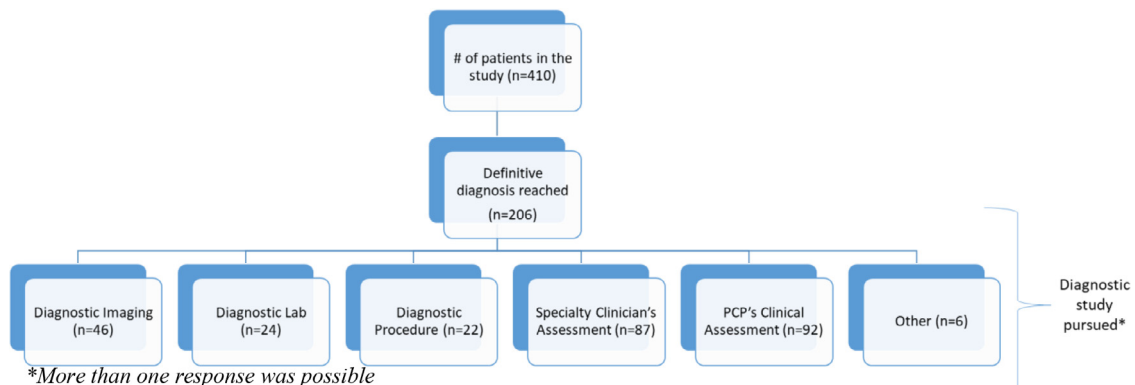 # of patients in the
study (n=410)
Definitive
diagnosis reached
(n=206)
Diagnostic Imaging
(n=46)
Diagnostic Lab
(n=24)
Diagnostic
Procedure (n=22)
Specialty Clinician's
Assessment (n=87)
PCP's Clinical
Assessment (n=92)
Other (n=6)
Diagnostic
study
pursued*
*More than one response was possible